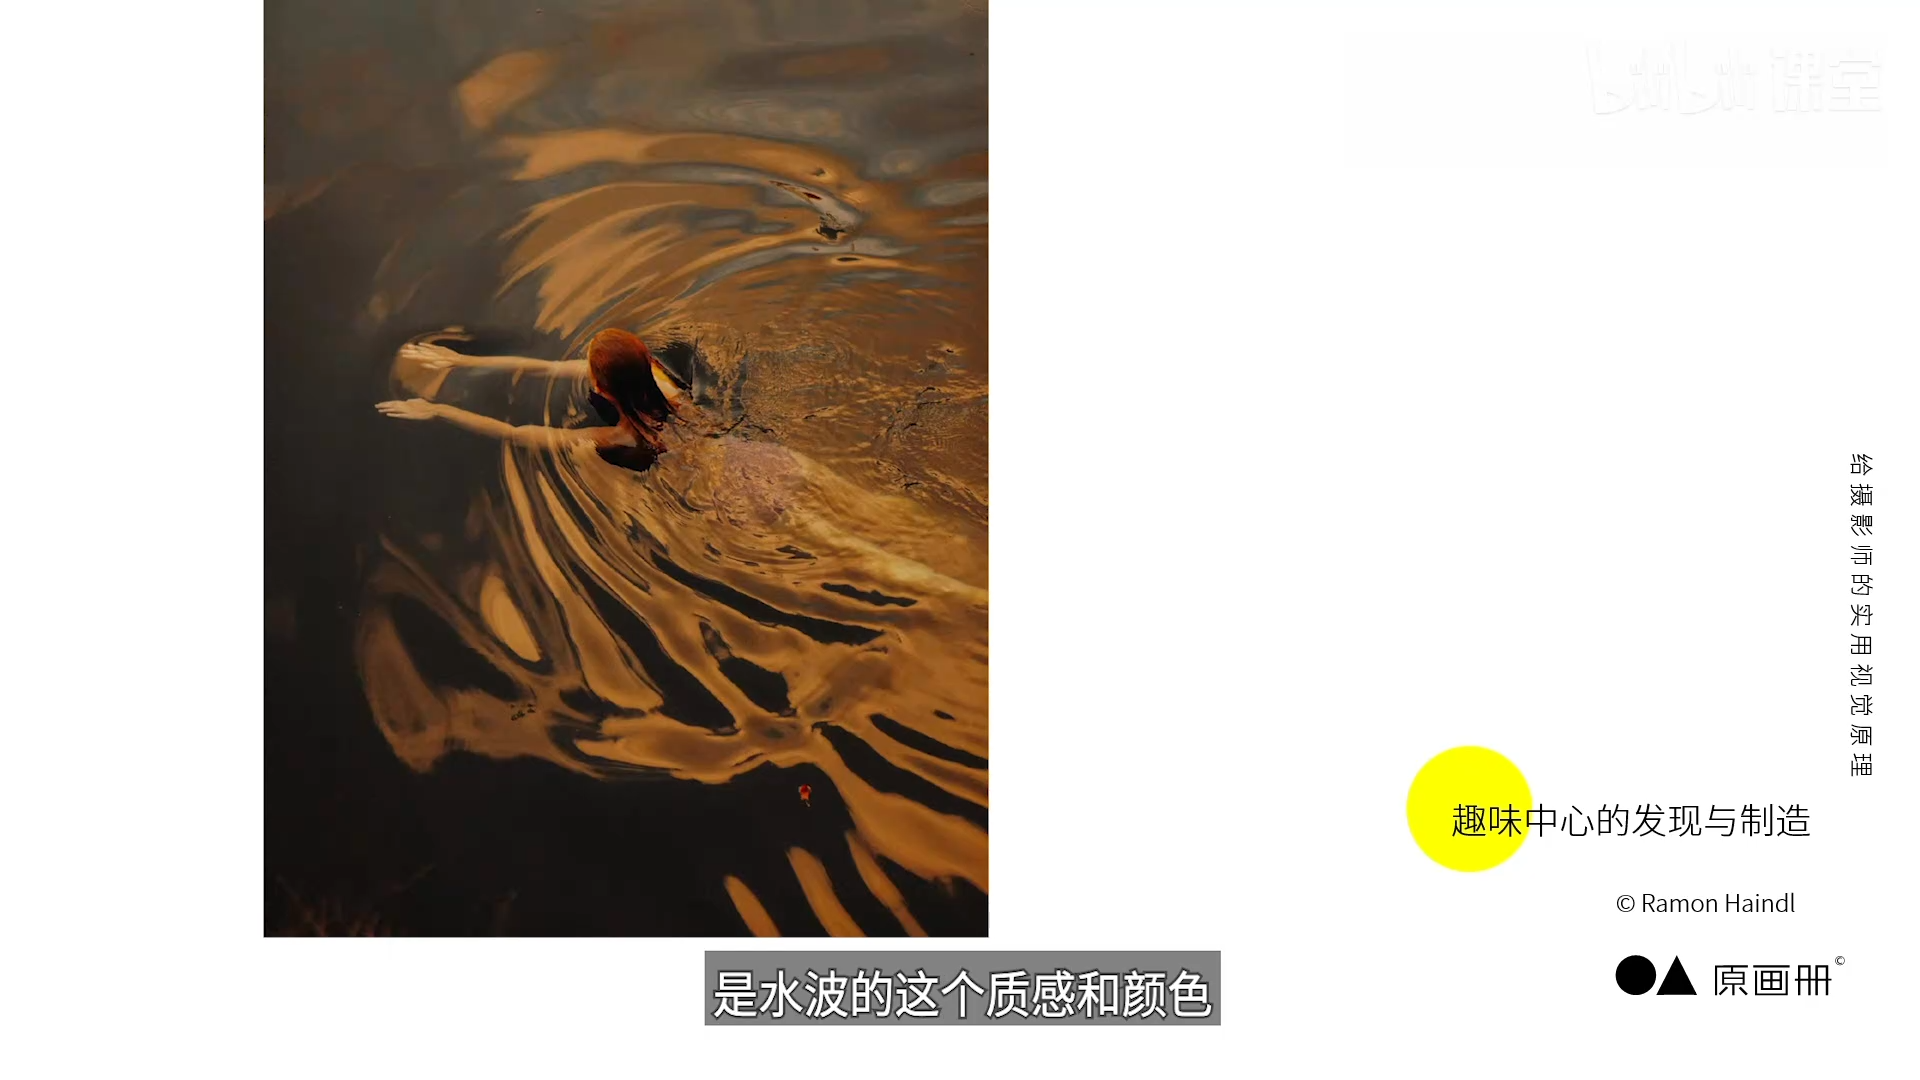 bilibili 课堂
给摄影师的实用视觉原理
趣味中心的发现与制造
© Ramon Haindl
原画册©
是水波的这个质感和颜色